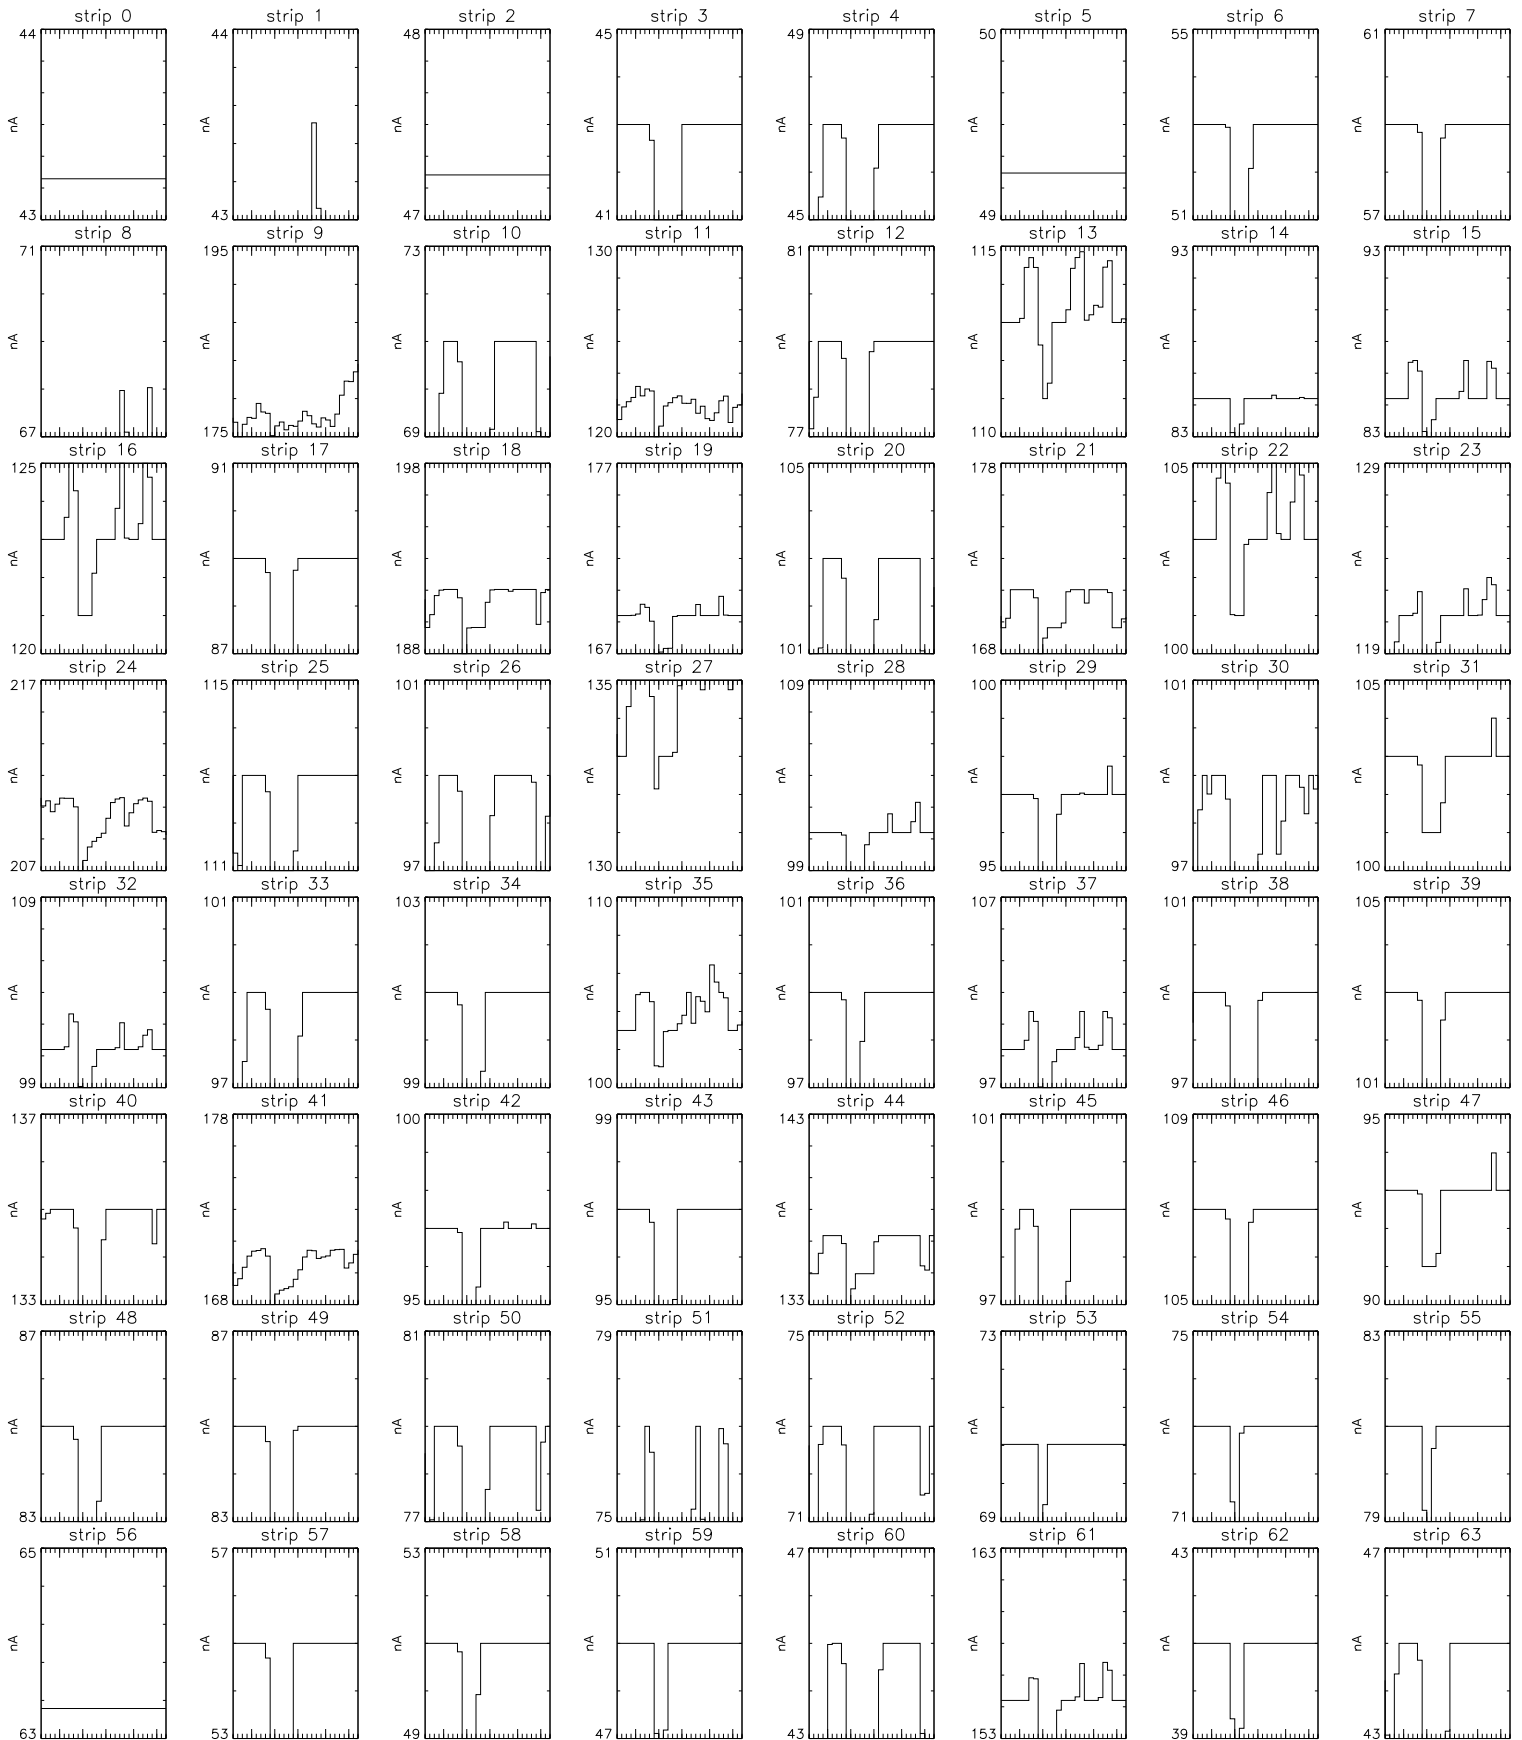 strip 0 strip 1 strip 2 strip 3 strip 4 strip 5 strip 6 strip 7
44 44 48 45 49 50 55 61
nA nA nA nA nA nA nA nA
43 43 47 41 45 49 51 57
strip 8 strip 9 strip 10 strip 11 strip 12 strip 13 strip 14 strip 15
71 195 73 130 81 115 93 93
nA nA nA nA nA nA nA nA
67 175 69 120 77 110 83 83
strip 16 strip 17 strip 18 strip 19 strip 20 strip 21 strip 22 strip 23
125 91 198 177 105 178 105 129
nA nA nA nA nA nA nA nA
120 87 188 167 101 168 100 119
strip 24 strip 25 strip 26 strip 27 strip 28 strip 29 strip 30 strip 31
217 115 101 135 109 100 101 105
nA nA nA nA nA nA nA nA
207 111 97 130 99 95 97 100
strip 32 strip 33 strip 34 strip 35 strip 36 strip 37 strip 38 strip 39
109 101 103 110 101 107 101 105
nA nA nA nA nA nA nA nA
99 97 99 100 97 97 97 101
strip 40 strip 41 strip 42 strip 43 strip 44 strip 45 strip 46 strip 47
137 178 100 99 143 101 109 95
nA nA nA nA nA nA nA nA
133 168 95 95 133 97 105 90
strip 48 strip 49 strip 50 strip 51 strip 52 strip 53 strip 54 strip 55
87 87 81 79 75 73 75 83
nA nA nA nA nA nA nA nA
83 83 77 75 71 69 71 79
strip 56 strip 57 strip 58 strip 59 strip 60 strip 61 strip 62 strip 63
65 57 53 51 47 163 43 47
nA nA nA nA nA nA nA nA
63 53 49 47 43 153 39 43